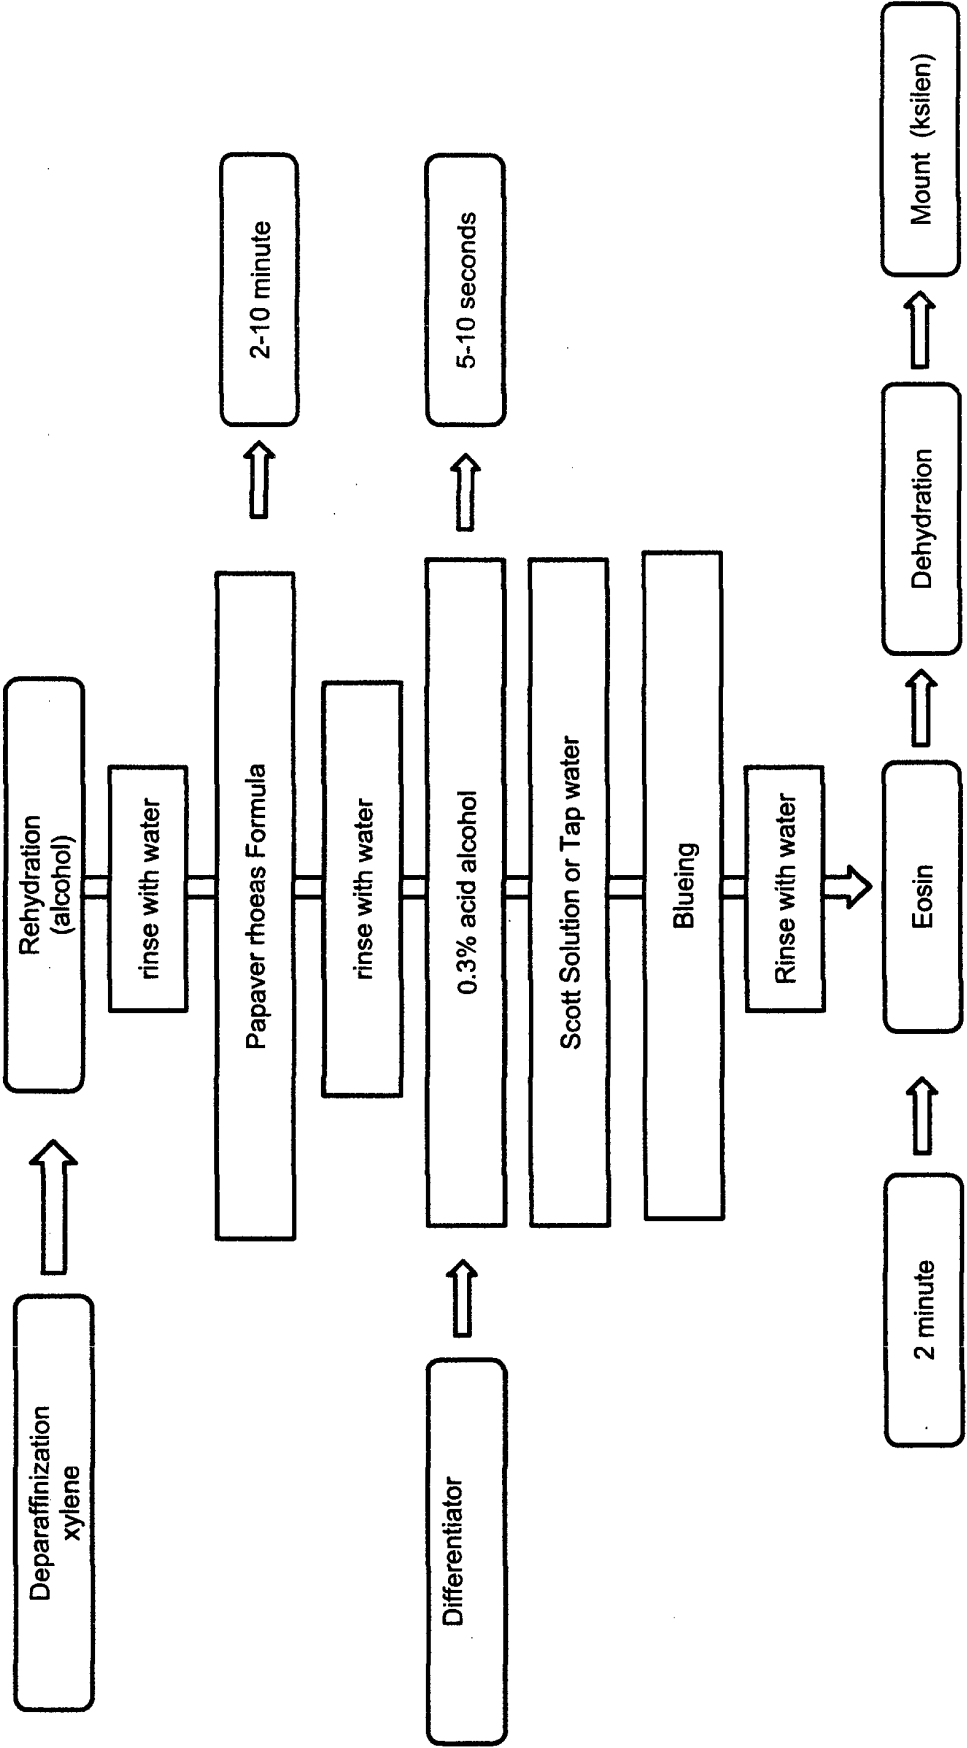 Deparaffinization
xylene
Rehydration
(alcohol)
rinse with water
Papaver rhoeas Formula
2-10 minute
rinse with water
Differentiator
0.3% acid alcohol
5-10 seconds
Scott Solution or Tap water
Blueing
Rinse with water
2 minute
Eosin
Dehydration
Mount (ksilen)